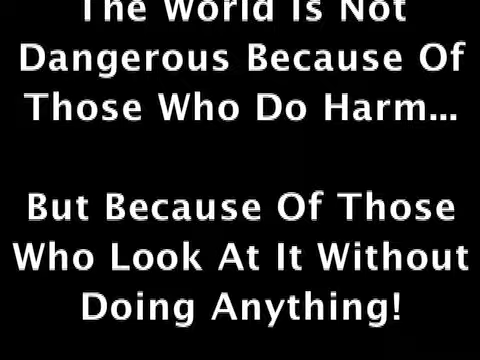 The World Is Not
Dangerous Because Of
Those Who Do Harm...
But Because Of Those
Who Look At It Without
Doing Anything!